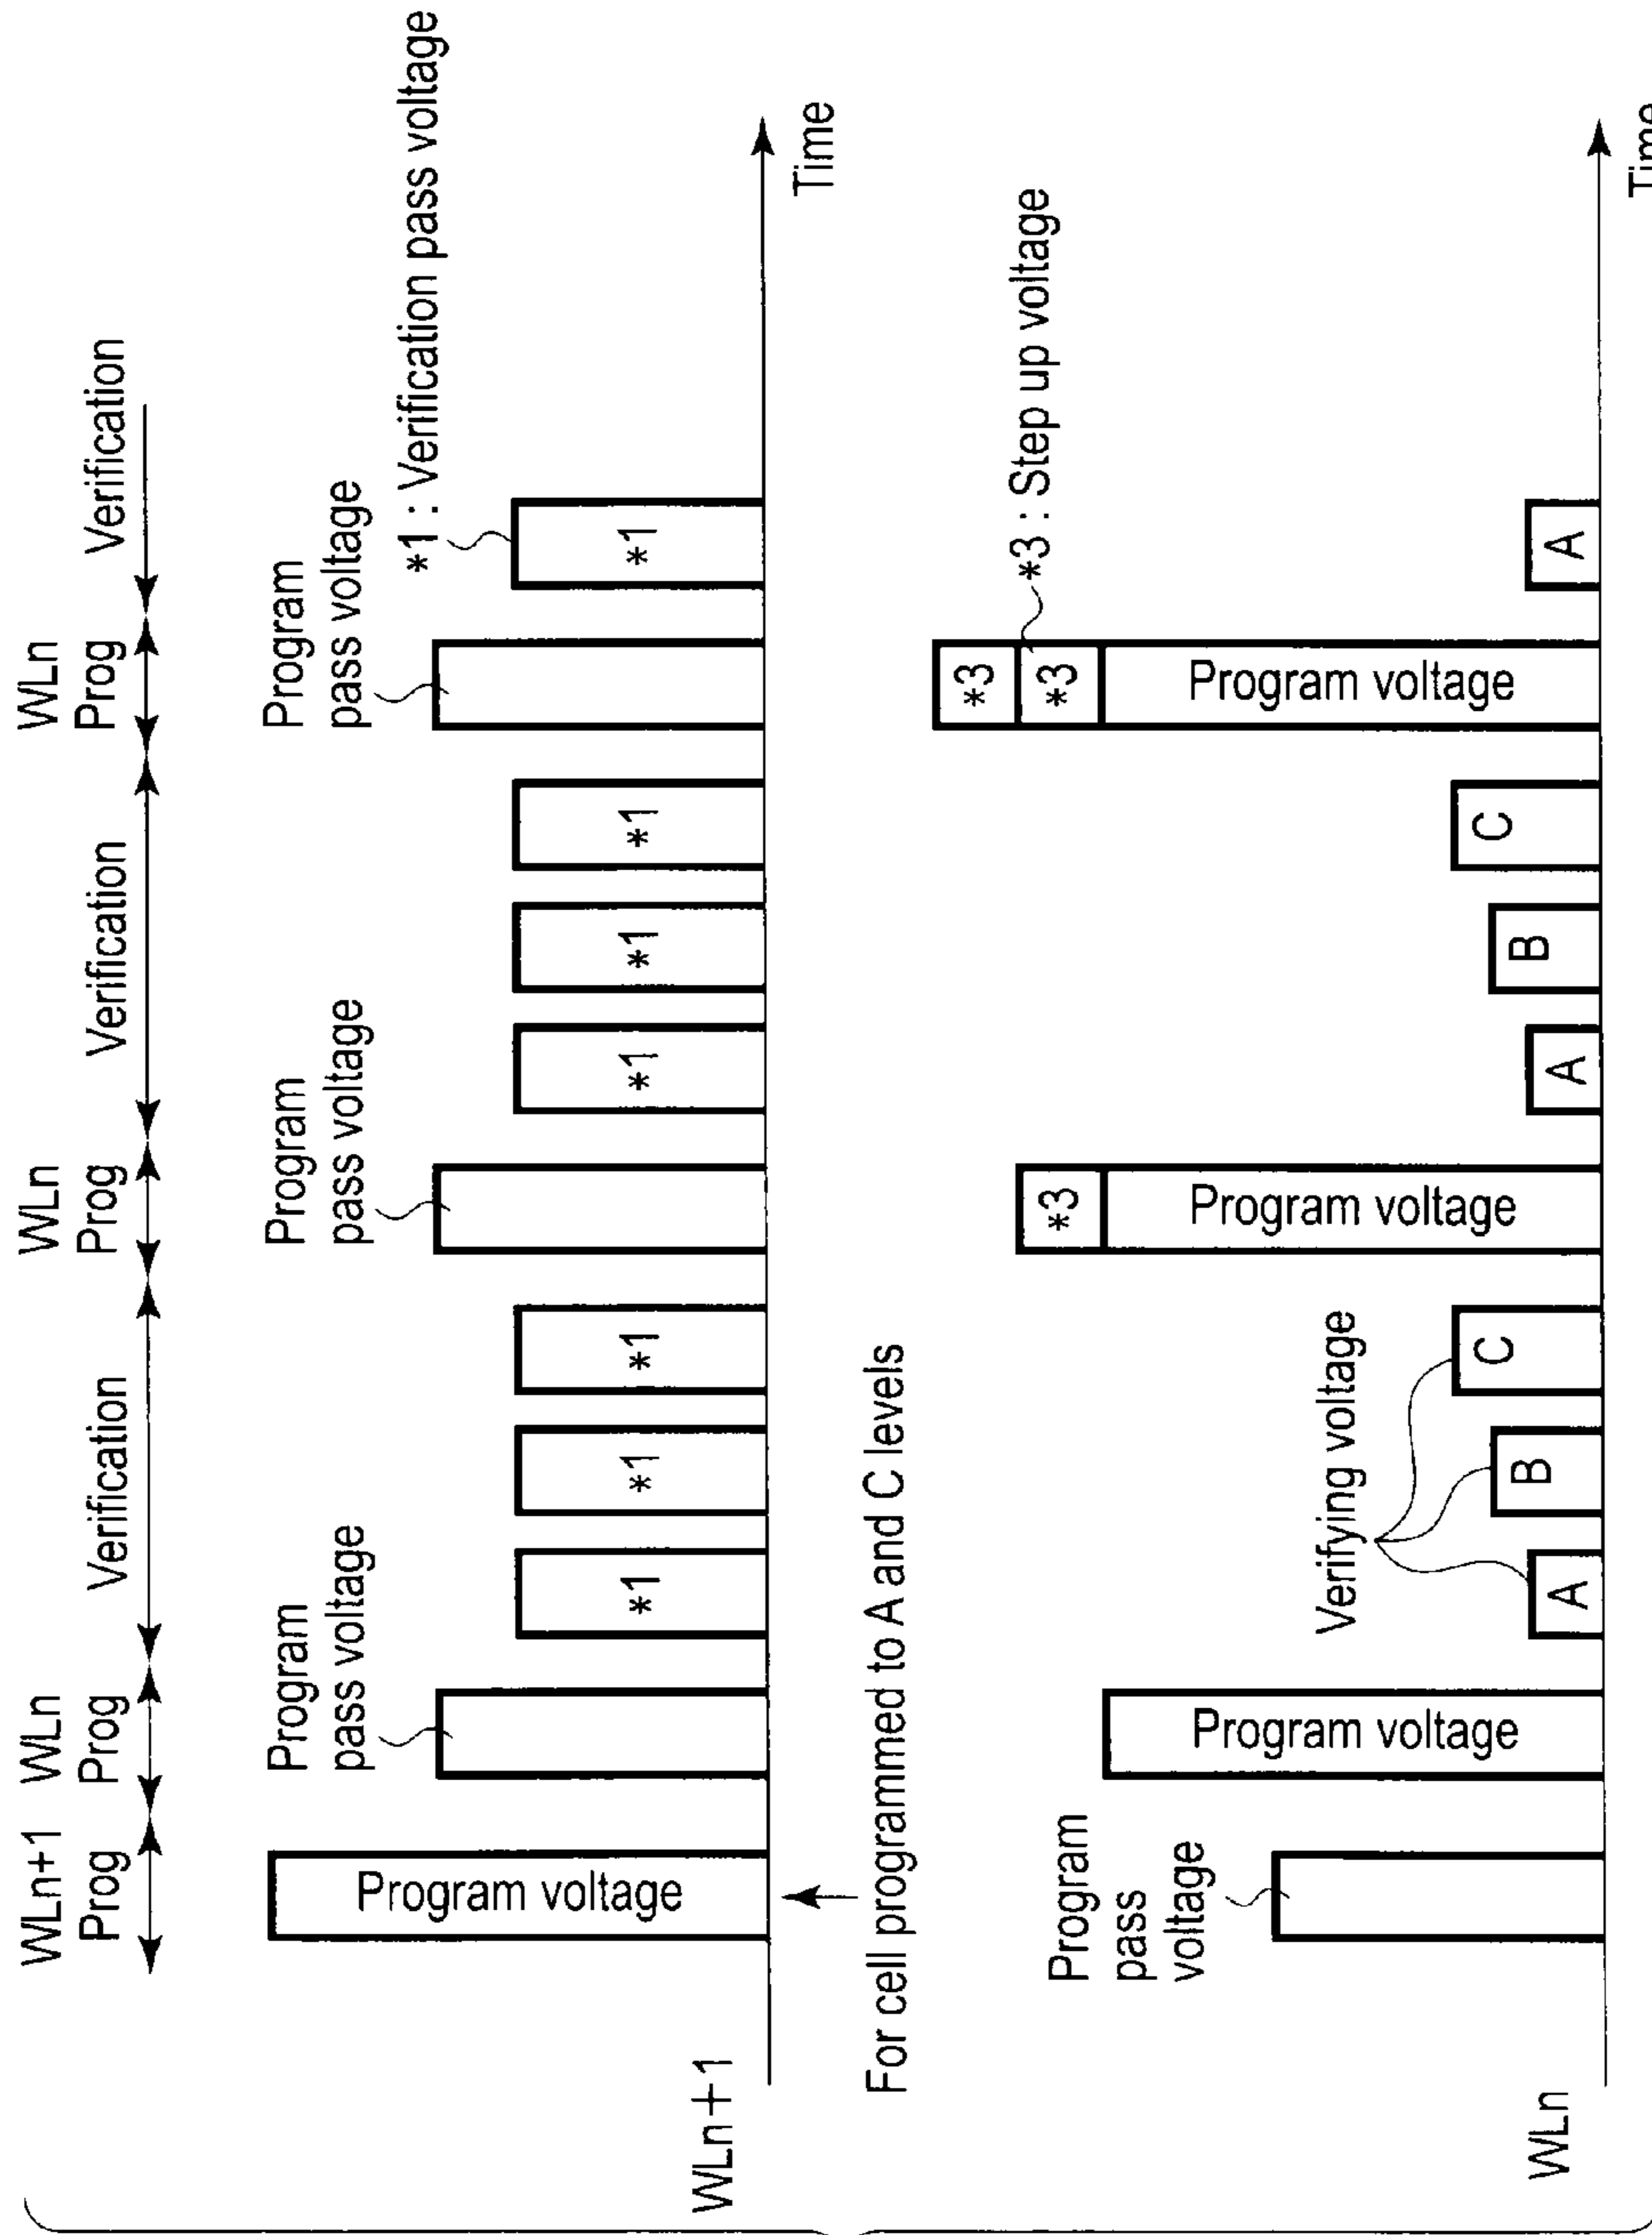 WLn+1
Prog
WLn
Prog
Verification
WLn
Prog
Verification
WLn
Prog
Verification
Program
pass voltage
Program
pass voltage
Program
pass voltage
*1 : Verification pass voltage
WLn+1
Program voltage
*1
*1
*1
*1
*1
*1
*1
Time
For cell programmed to A and C levels
Program
pass
voltage
Verifying voltage
*3 : Step up voltage
WLn
Program voltage
A
B
C
*3
Program voltage
A
B
C
*3
*3
Program voltage
A
Time